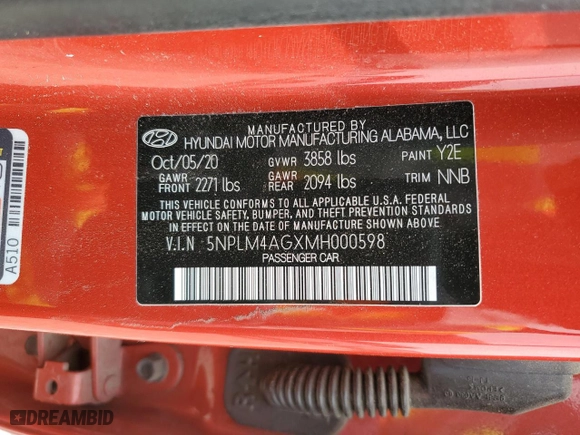 MANUFACTURED BY
HYUNDAI MOTOR MANUFACTURING ALABAMA, LLC
Oct/05/20 GVWR 3858 lbs PAINT Y2E
GAWR FRONT 2271 lbs GAWR REAR 2094 lbs TRIM NNB
THIS VEHICLE CONFORMS TO ALL APPLICABLE U.S.A. FEDERAL
MOTOR VEHICLE SAFETY, BUMPER, AND THEFT PREVENTION STANDARDS
IN EFFECT ON THE DATE OF MANUFACTURE SHOWN ABOVE.
V.I.N 5NPLM4AGXMH000598
PASSENGER CAR
A510
DREAMBID